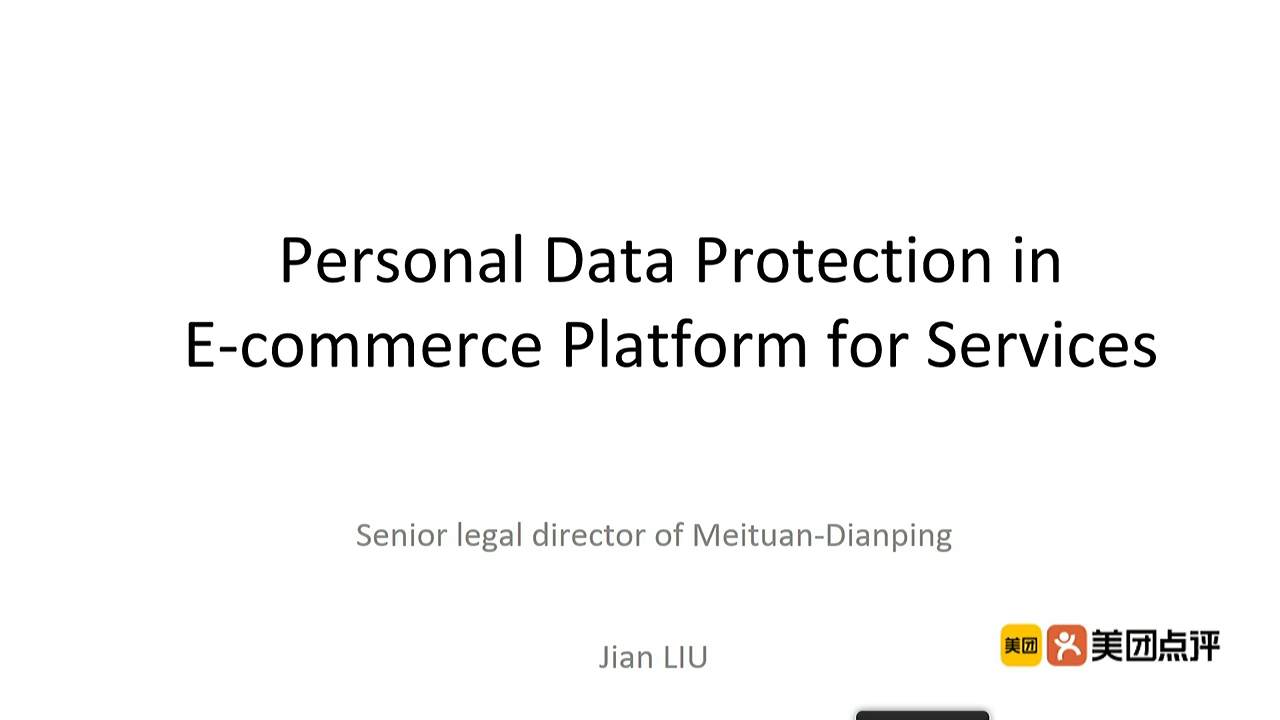 Personal Data Protection in
E-commerce Platform for Services
Senior legal director of Meituan-Dianping
Jian LIU
美团 美团点评